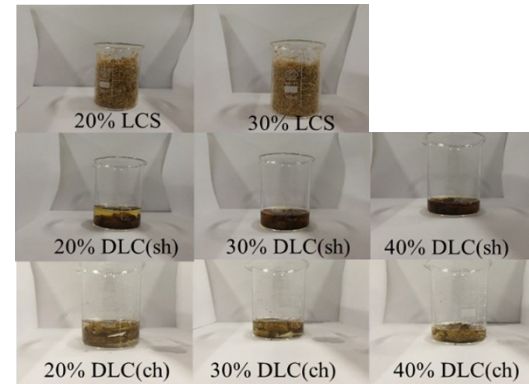 20% LCS
30% LCS
20% DLC(sh)
30% DLC(sh)
40% DLC(sh)
20% DLC(ch)
30% DLC(ch)
40% DLC(ch)